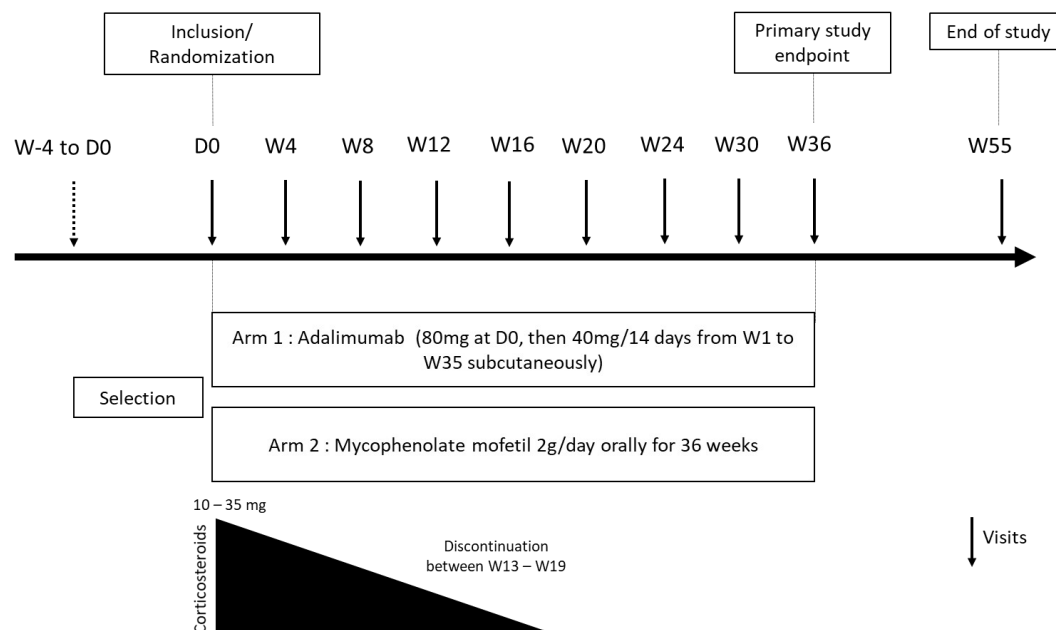 Inclusion/
Randomization
Primary study
endpoint
End of study
W-4 to D0
D0
W4
W8
W12
W16
W20
W24
W30
W36
W55
Arm 1 : Adalimumab (80mg at D0, then 40mg/14 days from W1 to
W35 subcutaneously)
Selection
Arm 2 : Mycophenolate mofetil 2g/day orally for 36 weeks
10 – 35 mg
Corticosteroids
Discontinuation
between W13 – W19
Visits